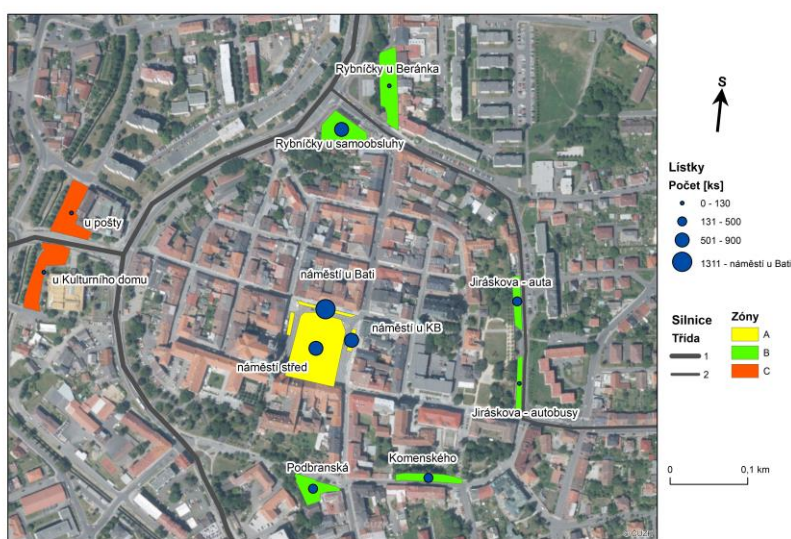 Rybníčky u Beránka
Rybníčky u samoobsluhy
u pošty
u Kulturního domu
náměstí u Bati
Jiráskova - auta
náměstí u KB
náměstí střed
Jiráskova - autobusy
Podbranská
Komenského
S
Lístky
Počet [ks]
0 - 130
131 - 500
501 - 900
1311 - náměstí u Bati
Silnice
Třída
1
2
Zóny
A
B
C
0
0,1 km
© ČÚZK